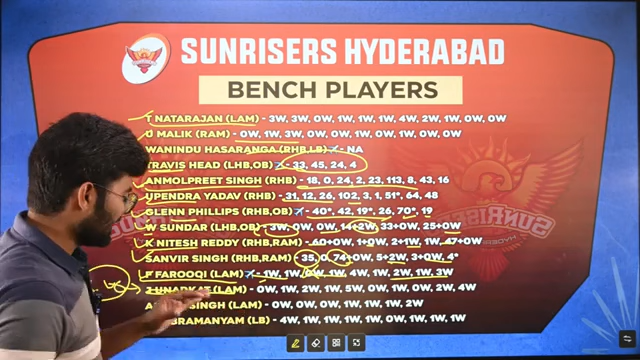 SUNRISERS HYDERABAD
BENCH PLAYERS
T NATARAJAN (LAM) - 3W, 3W, 0W, 1W, 1W, 1W, 4W, 2W, 1W, 0W, 0W
U MALIK (RAM) - 0W, 1W, 3W, 0W, 0W, 1W, 1W, 0W, 1W, 0W, 0W
WANINDU HASARANGA (RHB,LB) - NA
TRAVIS HEAD (LHB,OB) - 33, 45, 24, 4
ANMOLPREET SINGH (RHB) - 18, 0, 24, 2, 23, 113, 8, 43, 16
UPENDRA YADAV (RHB) - 31, 12, 26, 102, 3, 1, 51*, 64, 48
GLENN PHILLIPS (RHB,OB) - 40*, 42, 19*, 26, 70*, 19
W SUNDAR (LHB,OB) - 3W, 0W, 0W, 14+2W, 33, 0W, 25+0W
K NITESH REDDY (RHB,RAM) - 60+0W, 1+0W, 2+1W, 1W, 47+0W
SANVIR SINGH (RHB,RAM) - 35, 0, 74+0W, 5+2W, 3+0W, 4*
F FAROOQI (LAM) - 1W, 1W, 0W, 1W, 4W, 1W, 2W, 1W, 3W
J UNADKAT (LAM) - 0W, 1W, 2W, 1W, 5W, 0W, 1W, 0W, 0W, 2W, 4W
SINGH (LAM) - 0W, 0W, 0W, 1W, 1W, 1W, 2W
(LB) - 4W, 1W, 1W, 1W, 1W, 0W, 1W, 1W, 1W
SUNRISERS